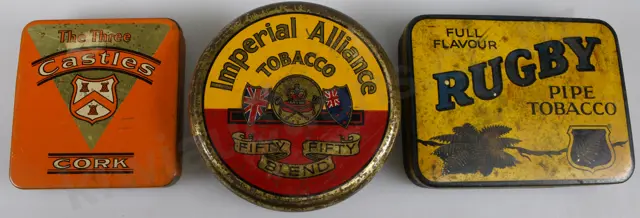 The Three
Castles
CORK
Imperial Alliance
TOBACCO
FIFTY FIFTY
BLEND
FULL
FLAVOUR
RUGBY
PIPE
TOBACCO